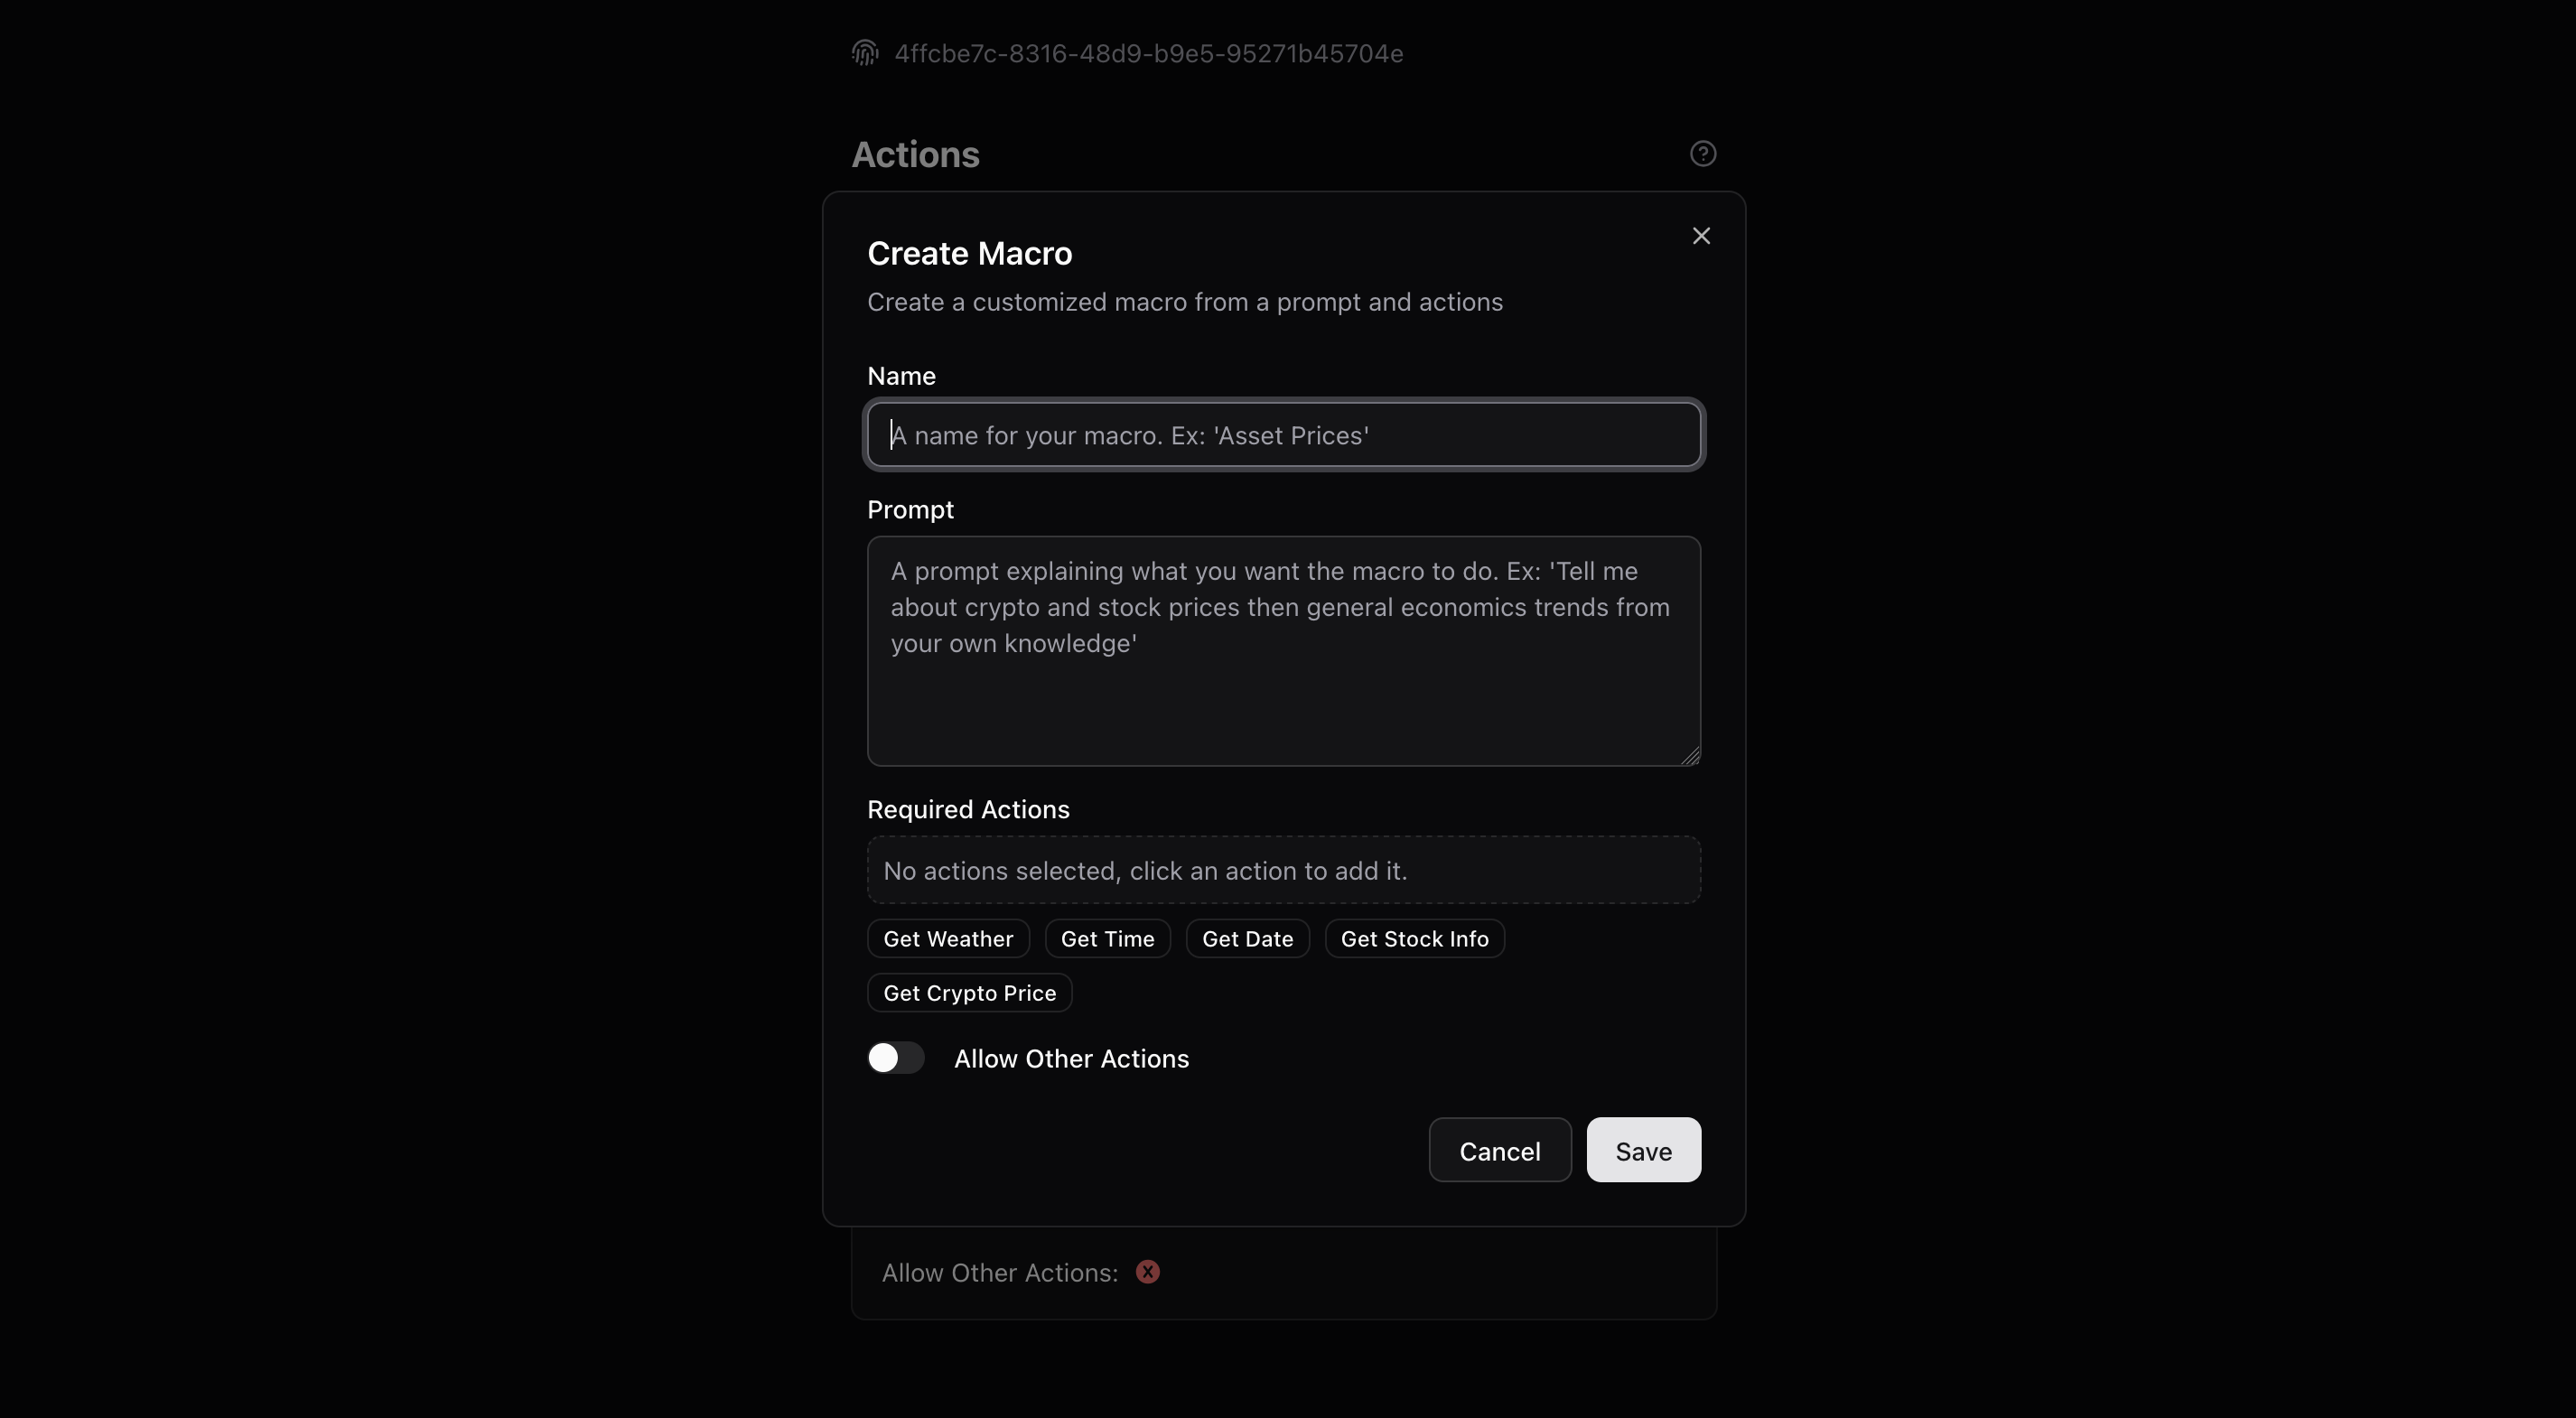 4ffcbe7c-8316-48d9-b9e5-95271b45704e
Actions
Create Macro
Create a customized macro from a prompt and actions
Name
A name for your macro. Ex: 'Asset Prices'
Prompt
A prompt explaining what you want the macro to do. Ex: 'Tell me
about crypto and stock prices then general economics trends from
your own knowledge'
Required Actions
No actions selected, click an action to add it.
Get Weather Get Time Get Date Get Stock Info
Get Crypto Price
Allow Other Actions
Cancel Save
Allow Other Actions: